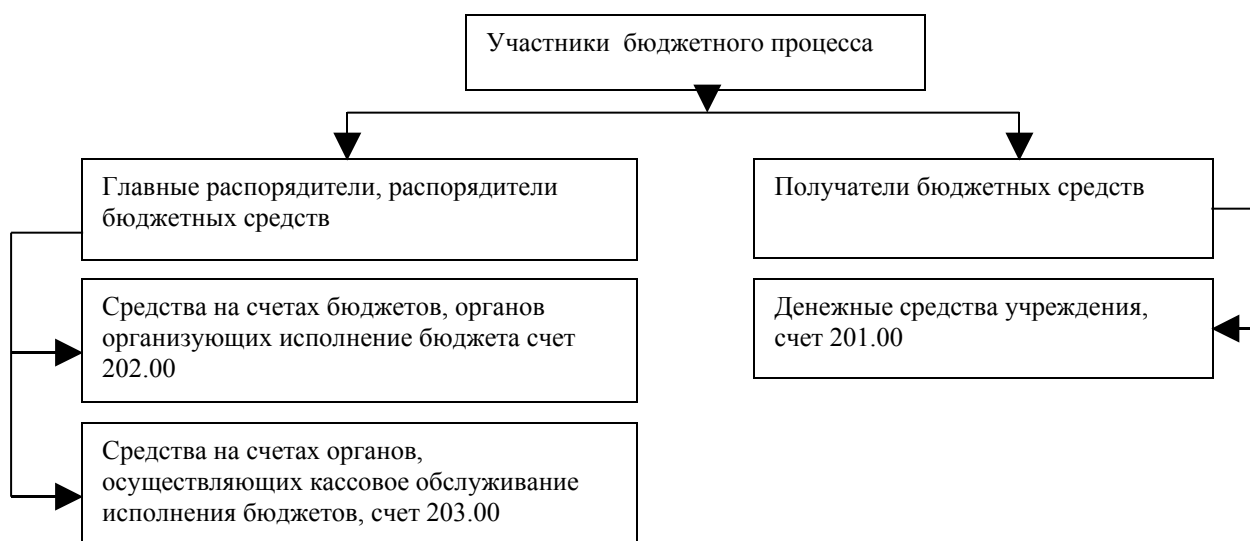 Участники бюджетного процесса
Главные распорядители, распорядители
бюджетных средств
Получатели бюджетных средств
Средства на счетах бюджетов, органов
организующих исполнение бюджета счет
202.00
Денежные средства учреждения,
счет 201.00
Средства на счетах органов,
осуществляющих кассовое обслуживание
исполнения бюджетов, счет 203.00